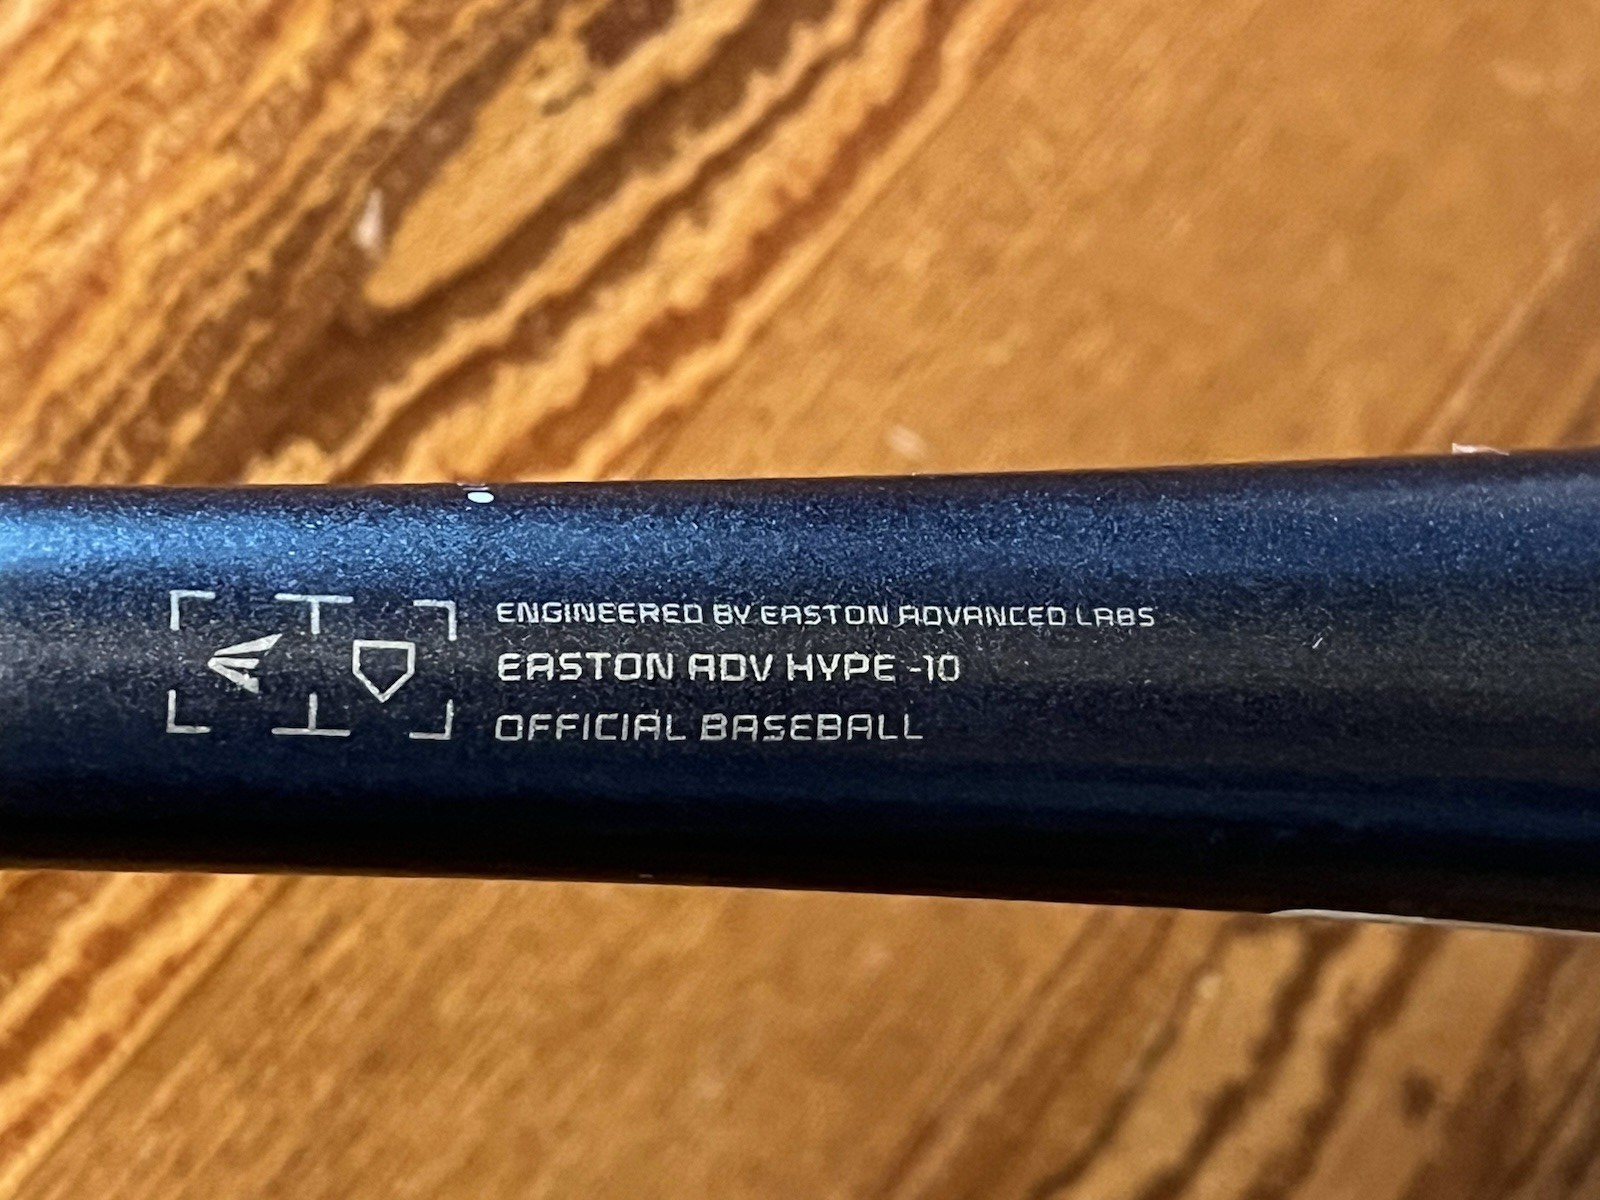 ENGINEERED BY EASTON ADVANCED LABS
EASTON ADV HYPE -10
OFFICIAL BASEBALL